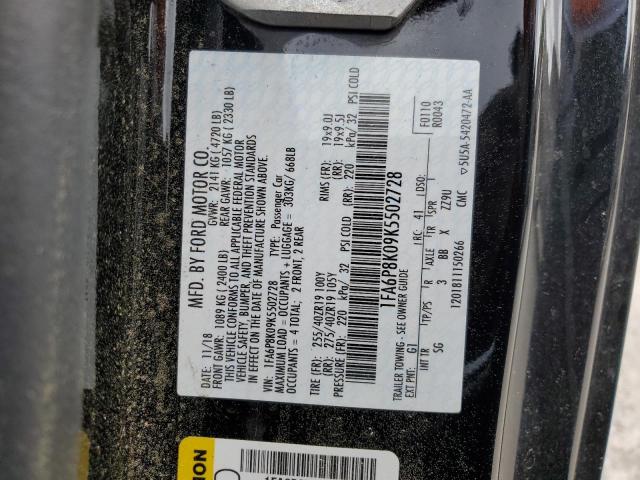 MFD. BY FORD MOTOR CO.
DATE: 11/18 GVWR: 2141 KG ( 4720 LB)
FRONT GAWR: 1089 KG ( 2400 LB) REAR GAWR: 1057 KG ( 2330 LB)
THIS VEHICLE CONFORMS TO ALL APPLICABLE FEDERAL MOTOR
VEHICLE SAFETY, BUMPER, AND THEFT PREVENTION STANDARDS
IN EFFECT ON THE DATE OF MANUFACTURE SHOWN ABOVE.
VIN: 1FA6P8K09K5502728 TYPE: Passenger Car
MAXIMUM LOAD = OCCUPANTS + LUGGAGE = 303KG/ 668LB
OCCUPANTS = 4 TOTAL; 2 FRONT, 2 REAR
TIRE (FR): 255/40ZR19 100Y RIMS (FR): 19x9.0J
(RR): 275/40ZR19 105Y (RR): 19x9.5J
PRESSURE (FR): 220 kPa/ 32 PSI COLD (RR): 220 kPa/ 32 PSI COLD
1FA6P8K09K5502728
TRAILER TOWING - SEE OWNER GUIDE
EXT PNT: G1 RC: 41 DSO: F0110
R0043
INT TR TP/PS R AXLE TR SPR
SG 3 BB X ZZ9U
12018111150266 CMC ▽5U5A-5420472-AA